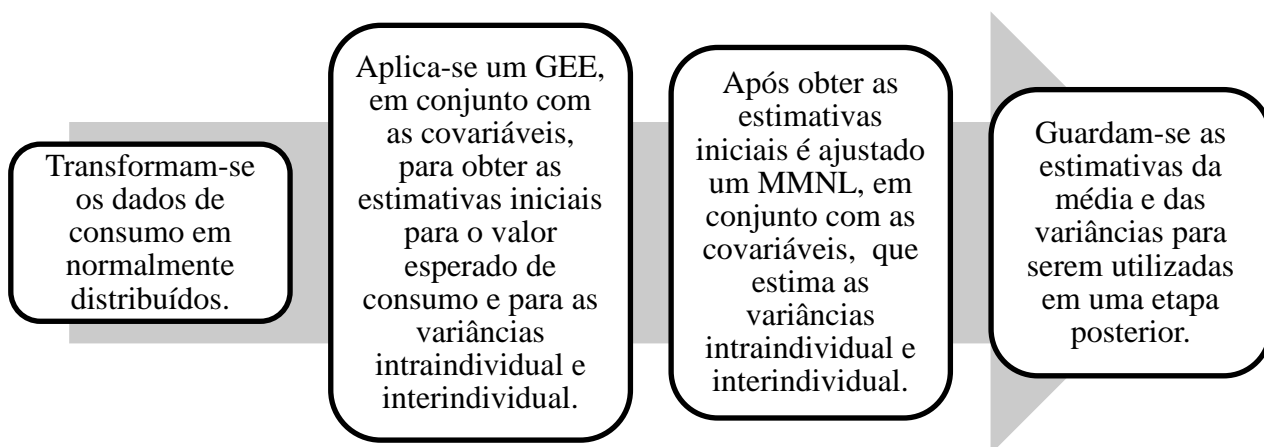 Transformam-se
os dados de
consumo em
normalmente
distribuídos.
Aplica-se um GEE,
em conjunto com
as covariáveis,
para obter as
estimativas iniciais
para o valor
esperado de
consumo e para as
variâncias
intraindividual e
interindividual.
Após obter as
estimativas
iniciais é ajustado
um MMNL, em
conjunto com as
covariáveis, que
estima as
variâncias
intraindividual e
interindividual.
Guardam-se as
estimativas da
média e das
variâncias para
serem utilizadas
em uma etapa
posterior.